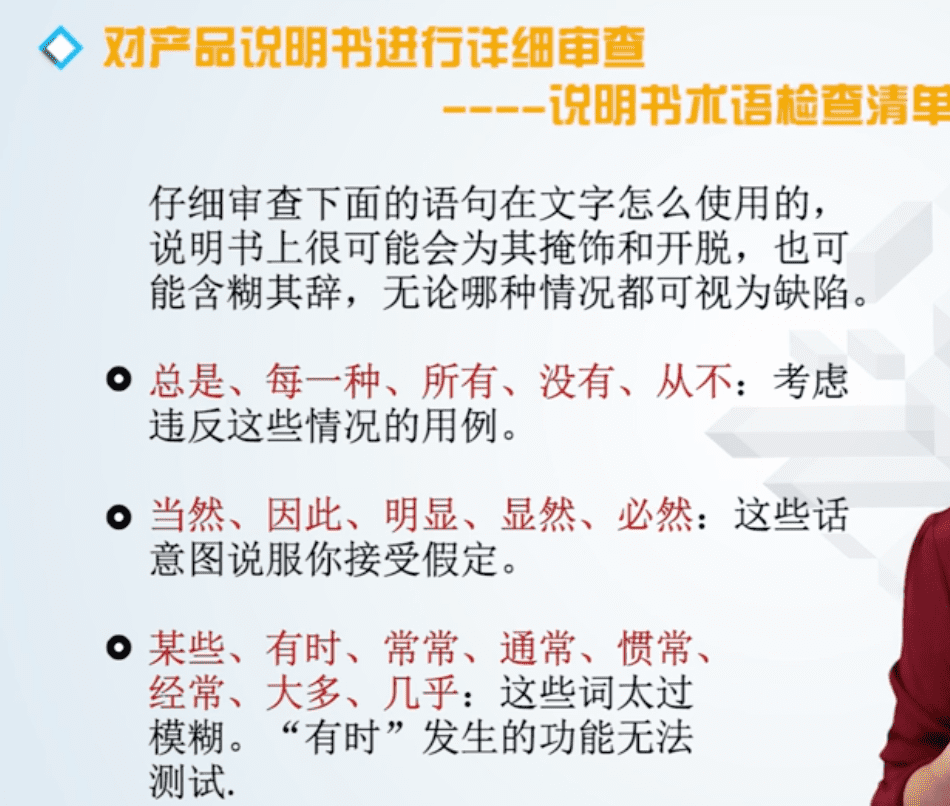 对产品说明书进行详细审查
----说明书术语检查清单
仔细审查下面的语句在文字怎么使用的，
说明书上很可能会为其掩饰和开脱，也可
能含糊其辞，无论哪种情况都可视为缺陷。
总是、每一种、所有、没有、从不：考虑
违反这些情况的用例。
当然、因此、明显、显然、必然：这些话
意图说服你接受假定。
某些、有时、常常、通常、惯常、
经常、大多、几乎：这些词太过
模糊。“有时”发生的功能无法
测试.